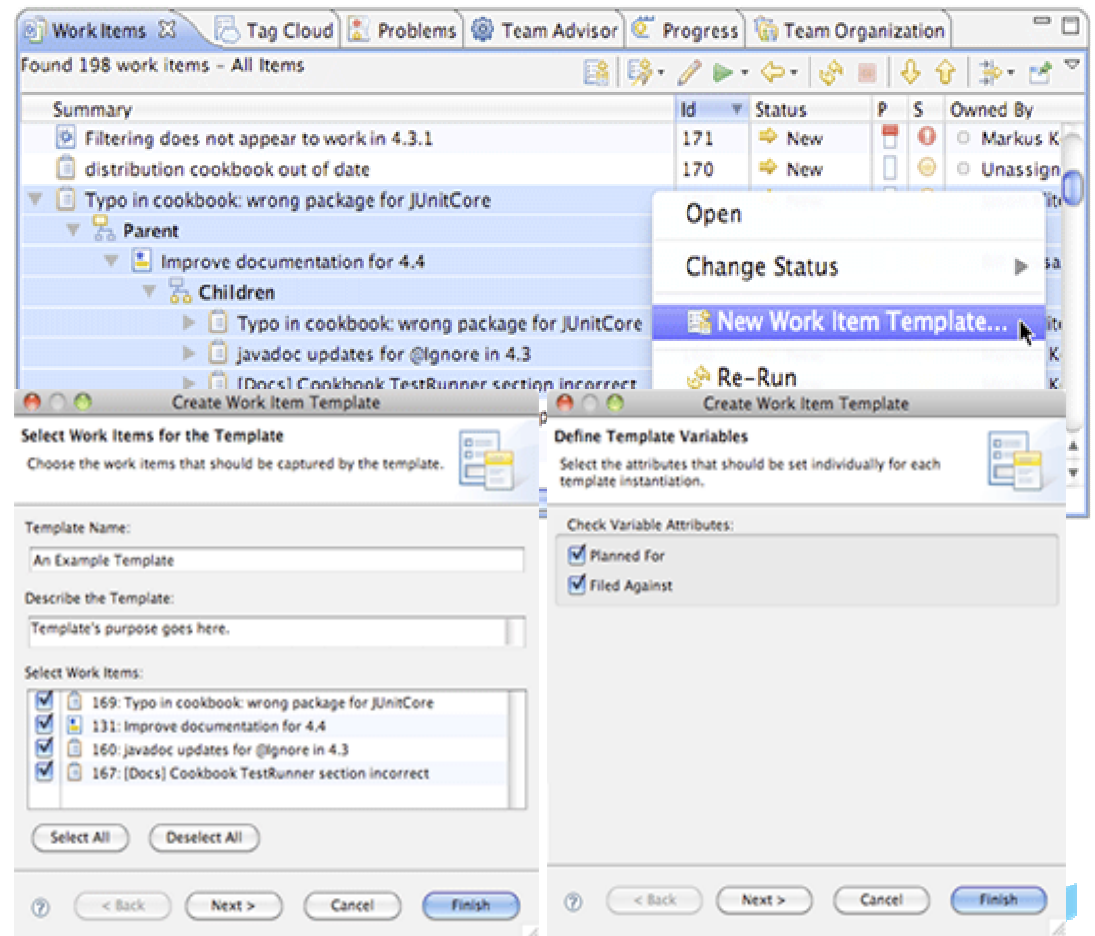 Work Items Tag Cloud Problems Team Advisor Progress Team Organization
Found 198 work items – All Items
Summary Id Status P S Owned By
Filtering does not appear to work in 4.3.1 171 New Markus K
distribution cookbook out of date 170 New Unassign
Typo in cookbook: wrong package for JUnitCore
Parent
Improve documentation for 4.4
Children
Typo in cookbook: wrong package for JUnitCore
javadoc updates for @Ignore in 4.3
[Docs] Cookbook TestRunner section incorrect
Open
Change Status
New Work Item Template...
Re-Run
Create Work Item Template
Select Work Items for the Template
Choose the work items that should be captured by the template.
Template Name:
An Example Template
Describe the Template:
Template's purpose goes here.
Select Work Items:
169: Typo in cookbook: wrong package for JUnitCore
131: Improve documentation for 4.4
160: javadoc updates for @Ignore in 4.3
167: [Docs] Cookbook TestRunner section incorrect
Select All Deselect All
? < Back Next > Cancel Finish
Create Work Item Template
Define Template Variables
Select the attributes that should be set individually for each
template instantiation.
Check Variable Attributes:
Planned For
Filed Against
? < Back Next > Cancel Finish